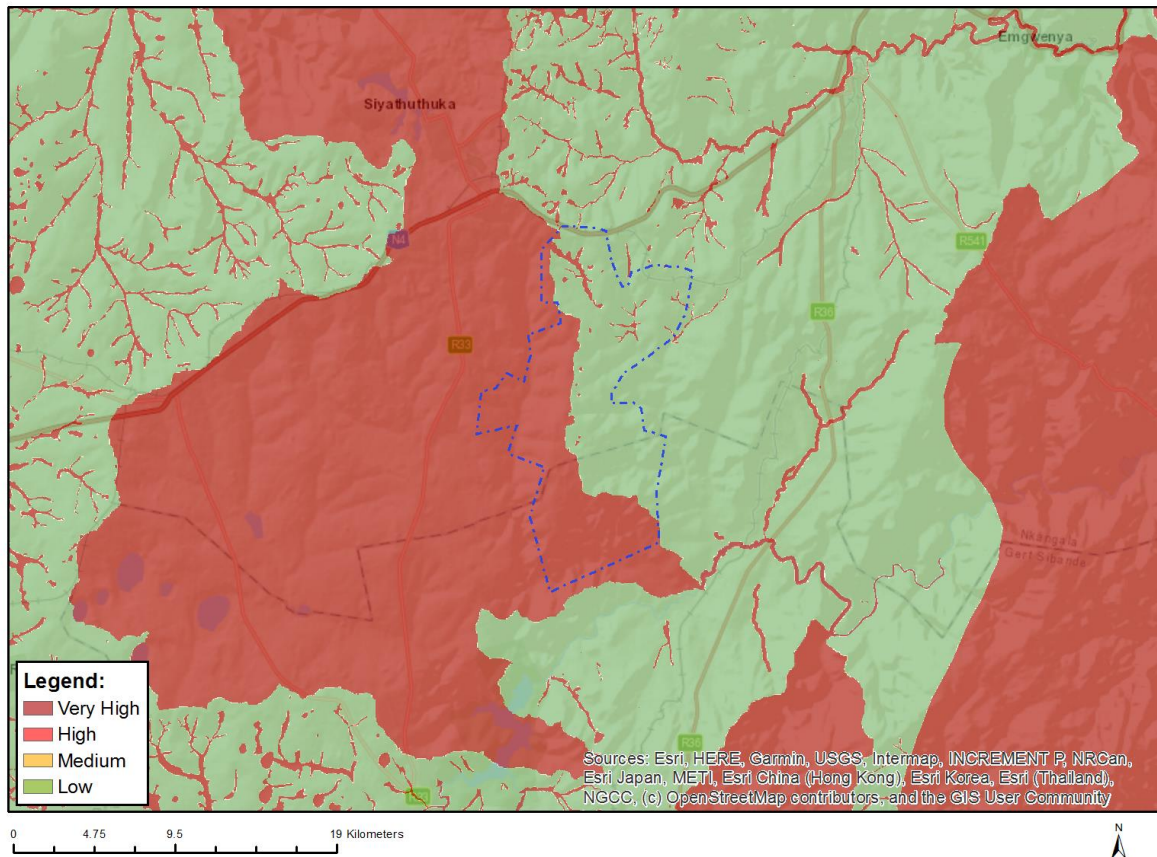 Emgwenya
Siyathuthuka
N4
R541
R36
R33
Nkangala
Gert Sibande
Legend:
Very High
High
Medium
Low
R36
Sources: Esri, HERE, Garmin, USGS, Intermap, INCREMENT P, NRCan,
Esri Japan, METI, Esri China (Hong Kong), Esri Korea, Esri (Thailand),
NGCC, (c) OpenStreetMap contributors, and the GIS User Community
0 4.75 9.5 19 Kilometers
N